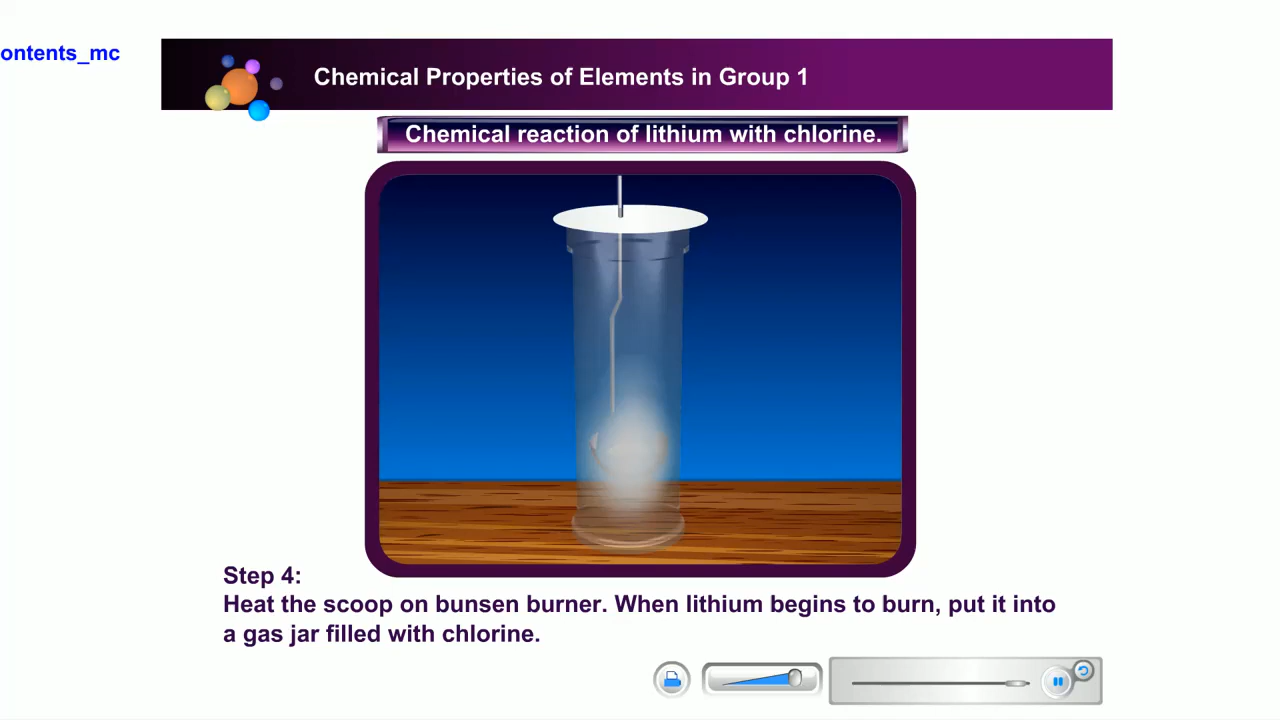 ontents_mc
Chemical Properties of Elements in Group 1
Chemical reaction of lithium with chlorine.
Step 4:
Heat the scoop on bunsen burner. When lithium begins to burn, put it into
a gas jar filled with chlorine.